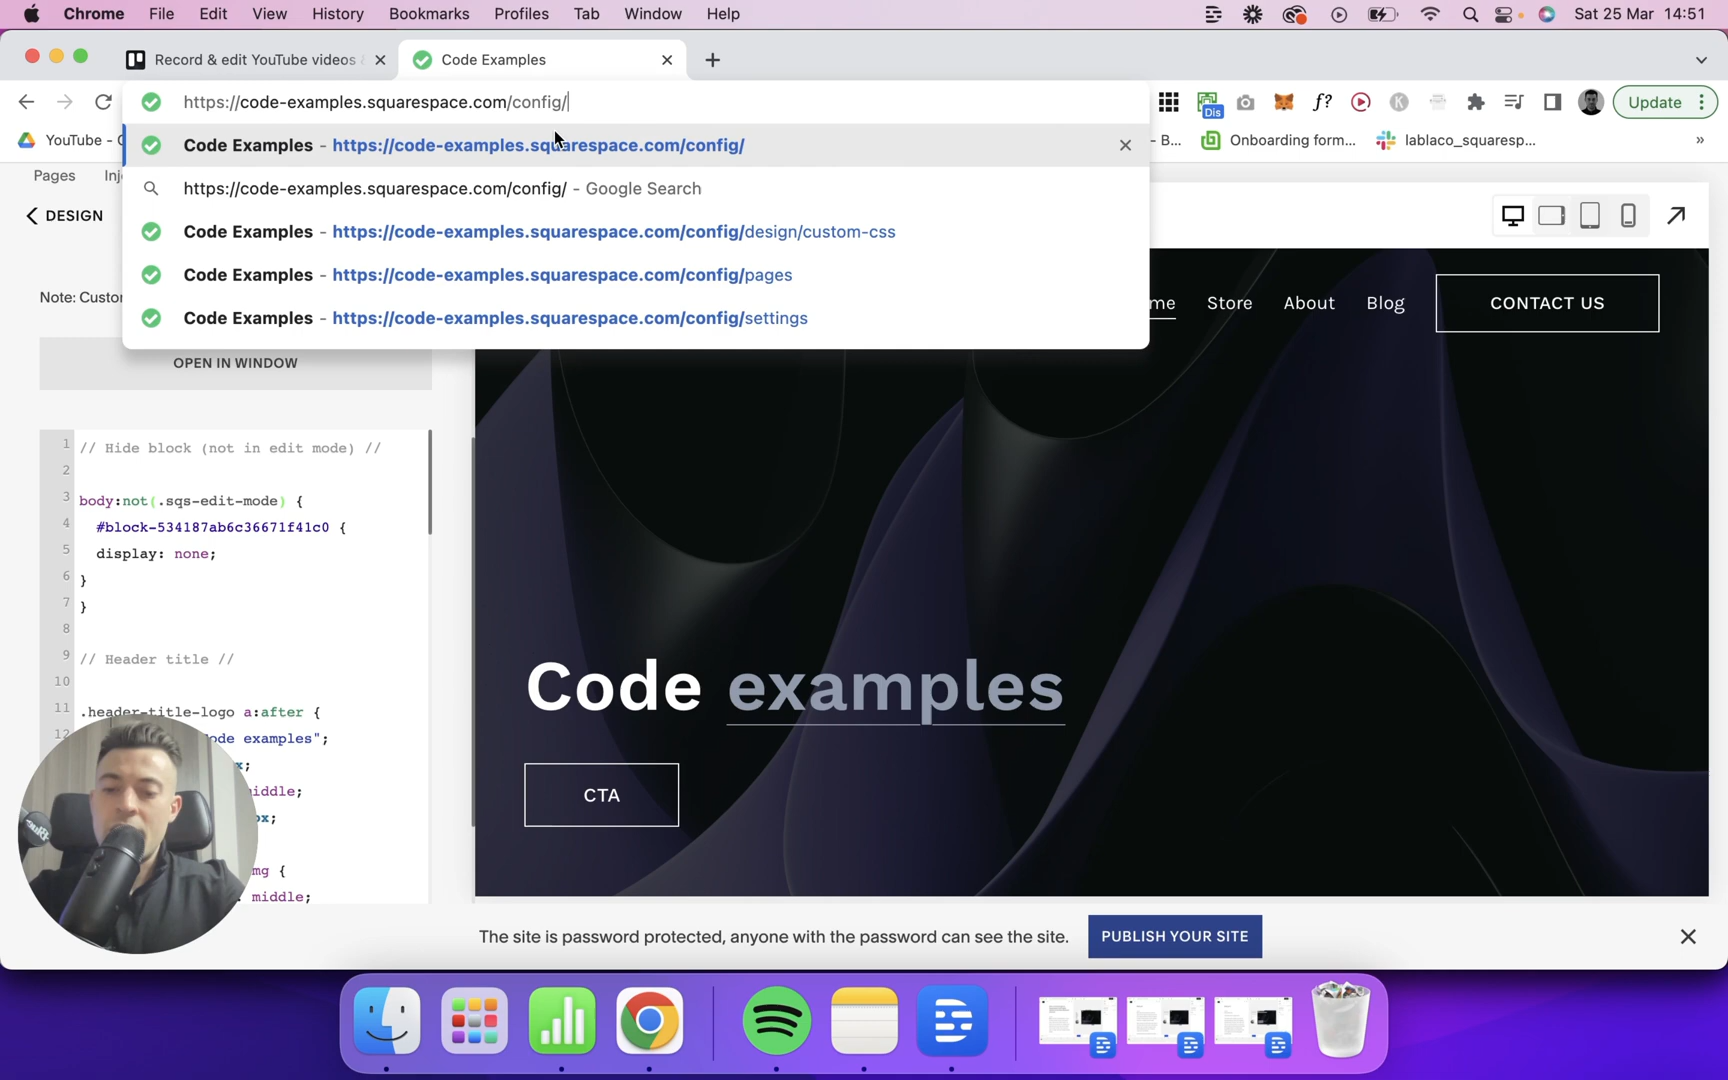 Chrome File Edit View History Bookmarks Profiles Tab Window Help Sat 25 Mar 14:51
Record & edit YouTube videos Code Examples
https://code-examples.squarespace.com/config/ f? K Dis Update
YouTube - B... Onboarding form... lablaco_squaresp... »
Code Examples - https://code-examples.squarespace.com/config/
https://code-examples.squarespace.com/config/ - Google Search
Code Examples - https://code-examples.squarespace.com/config/design/custom-css
Code Examples - https://code-examples.squarespace.com/config/pages
Code Examples - https://code-examples.squarespace.com/config/settings
Pages
DESIGN
Note:
OPEN IN WINDOW
Store About Blog CONTACT US
1 // Hide block (not in edit mode) //
2
3 body:not(.sqs-edit-mode) {
4 #block-534187ab6c36671f41c0 {
5 display: none;
6 }
7 }
8
9 // Header title //
10
11 .header-title-logo a:after {
12 examples";
middle;
{
middle;
Code examples
CTA
The site is password protected, anyone with the password can see the site. PUBLISH YOUR SITE